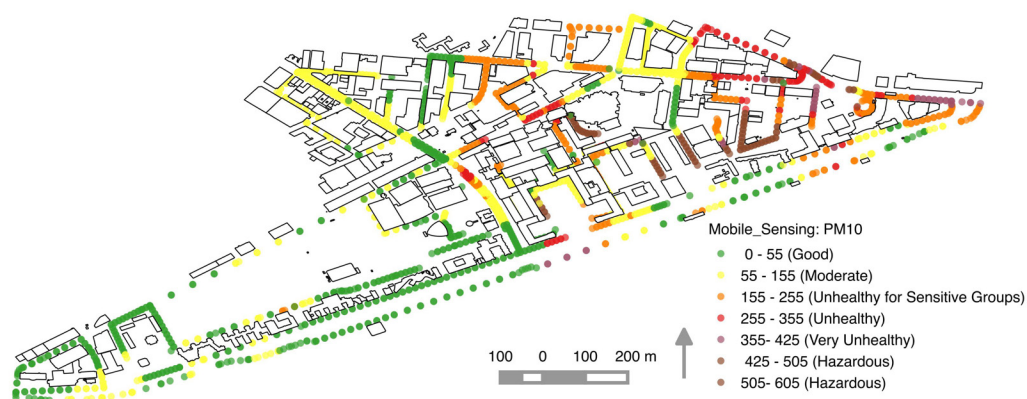 Mobile_Sensing: PM10
0 - 55 (Good)
55 - 155 (Moderate)
155 - 255 (Unhealthy for Sensitive Groups)
255 - 355 (Unhealthy)
355- 425 (Very Unhealthy)
425 - 505 (Hazardous)
505- 605 (Hazardous)
100 0 100 200 m